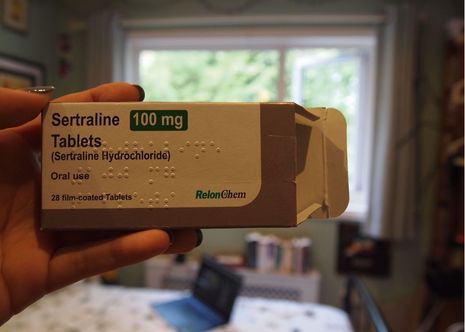 Sertraline 100 mg
Tablets
(Sertraline Hydrochloride)
Oral use
28 film-coated Tablets
RelonChem